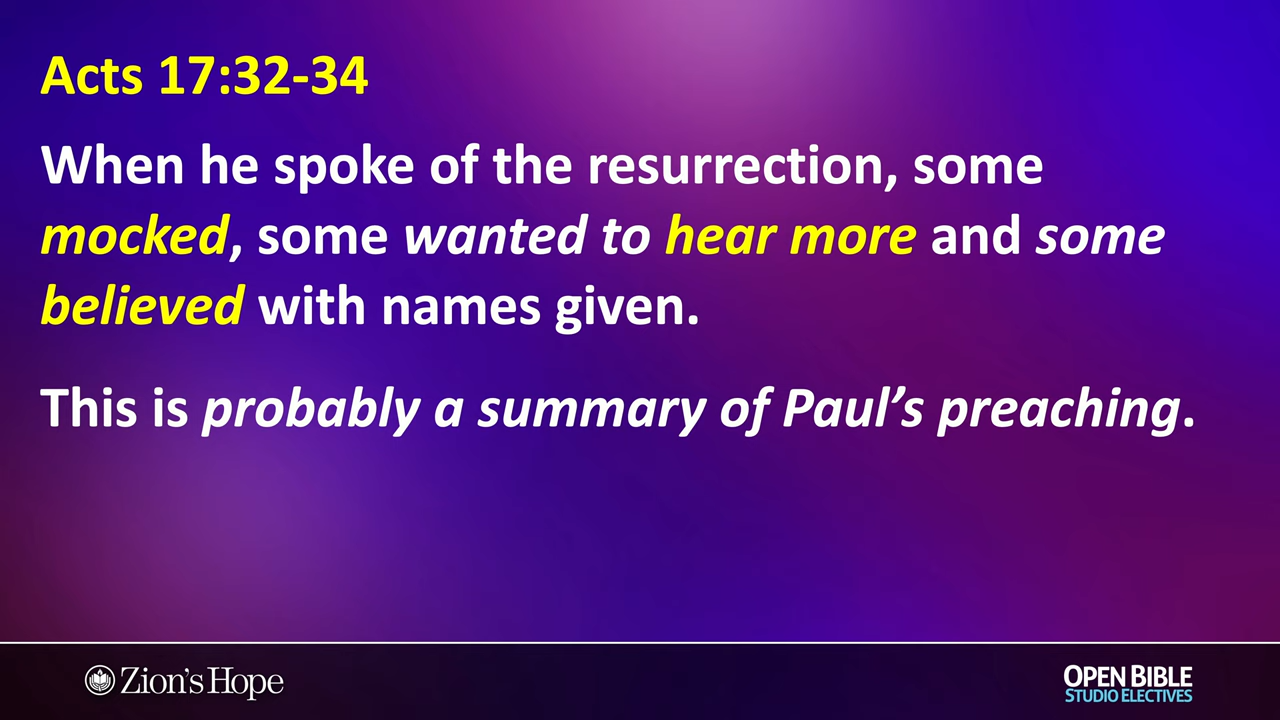 Acts 17:32-34
When he spoke of the resurrection, some
mocked, some wanted to hear more and some
believed with names given.
This is probably a summary of Paul’s preaching.
Zion's Hope
OPEN BIBLE
STUDIO ELECTIVES